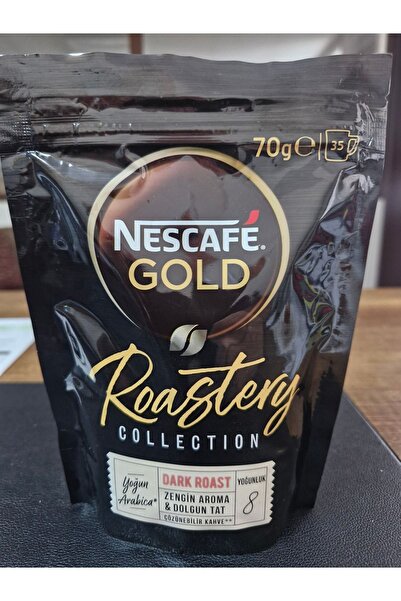 70g℮ | 35
NESCAFÉ.
GOLD
Roastery
COLLECTION
Yoğun
Arabica*
DARK ROAST
ZENGİN AROMA
& DOLGUN TAT
ÇÖZÜNEBİLİR KAHVE**
YOĞUNLUK
8